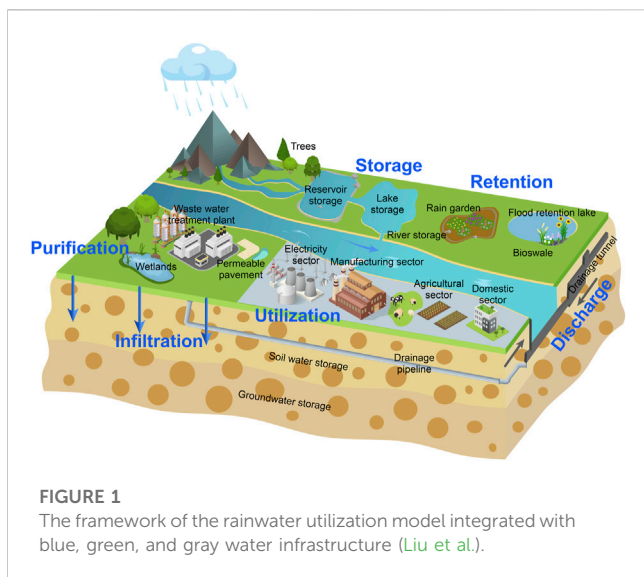 Trees
Storage
Reservoir
storage
Lake
storage
Retention
Rain garden
Flood retention lake
Bioswale
River storage
Waste water
treatment plant
Purification
Wetlands
Permeable
pavement
Electricity
sector
Manufacturing sector
Agricultural
sector
Domestic
sector
Drainage tunnel
Discharge
Utilization
Infiltration
Soil water storage
Drainage
pipeline
Groundwater storage
FIGURE 1
The framework of the rainwater utilization model integrated with
blue, green, and gray water infrastructure (Liu et al.).